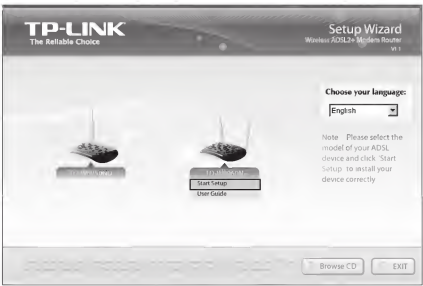 TP-LINK
The Reliable Choice
Setup Wizard
Wireless ADSL2+ Modem Router
V1.1
Choose your language:
English
Note Please select the
model of your ADSL
device and click 'Start
Setup' to install your
device correctly
Start Setup
User Guide
Browse CD
EXIT